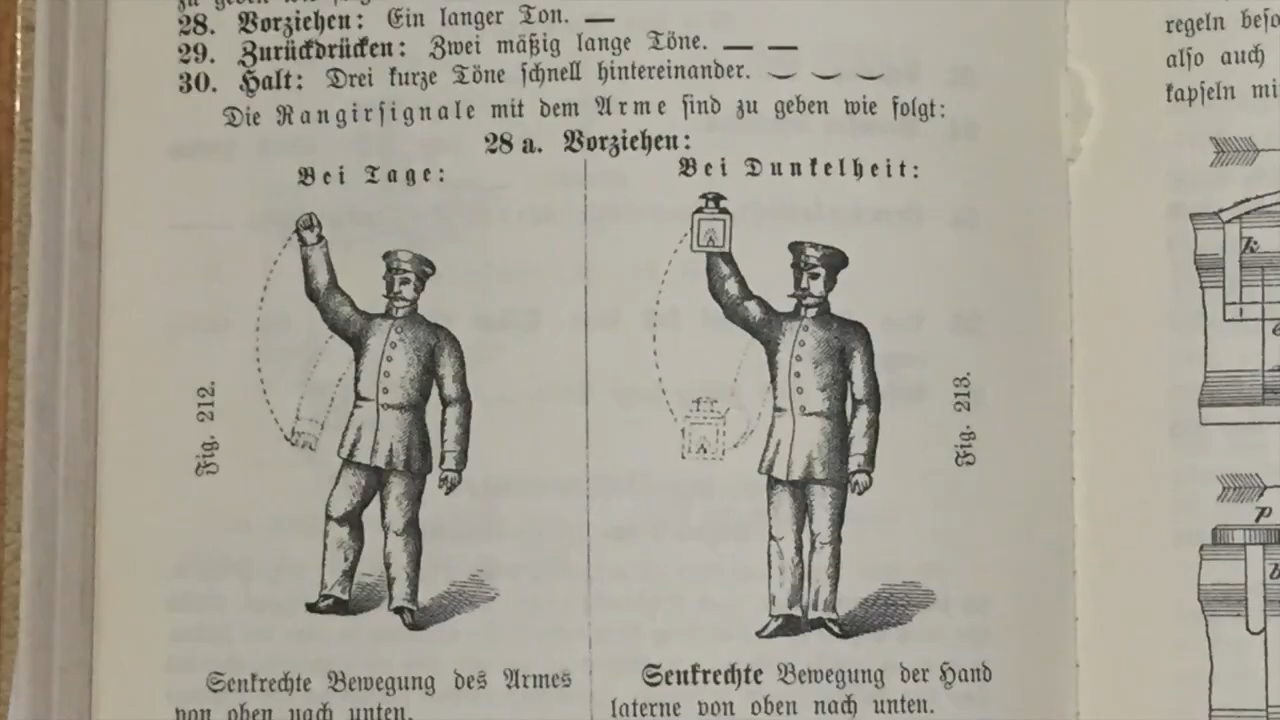 28. Vorziehen: Ein langer Ton. —
29. Zurückdrücken: Zwei mäßig lange Töne. — —
30. Halt: Drei kurze Töne schnell hintereinander. ⏑ ⏑ ⏑
Die Rangirsignale mit dem Arme sind zu geben wie folgt:
28 a. Vorziehen:
Bei Tage:
Fig. 212.
Senkrechte Bewegung des Armes
von oben nach unten.
Bei Dunkelheit:
Fig. 213.
Senkrechte Bewegung der Hand
laterne von oben nach unten.
regeln
also auch
kapseln
k
p
b